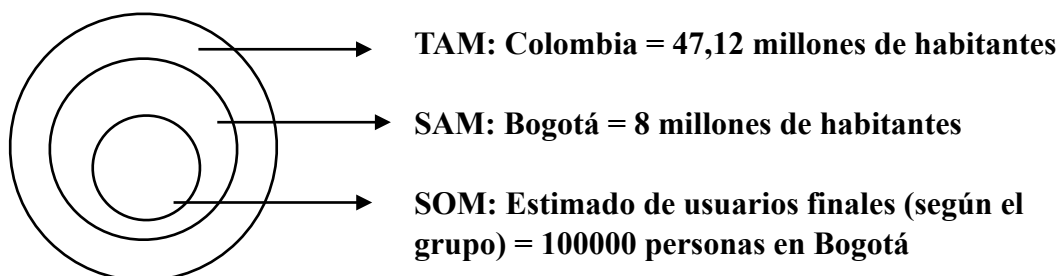 TAM: Colombia = 47,12 millones de habitantes
SAM: Bogotá = 8 millones de habitantes
SOM: Estimado de usuarios finales (según el
grupo) = 100000 personas en Bogotá